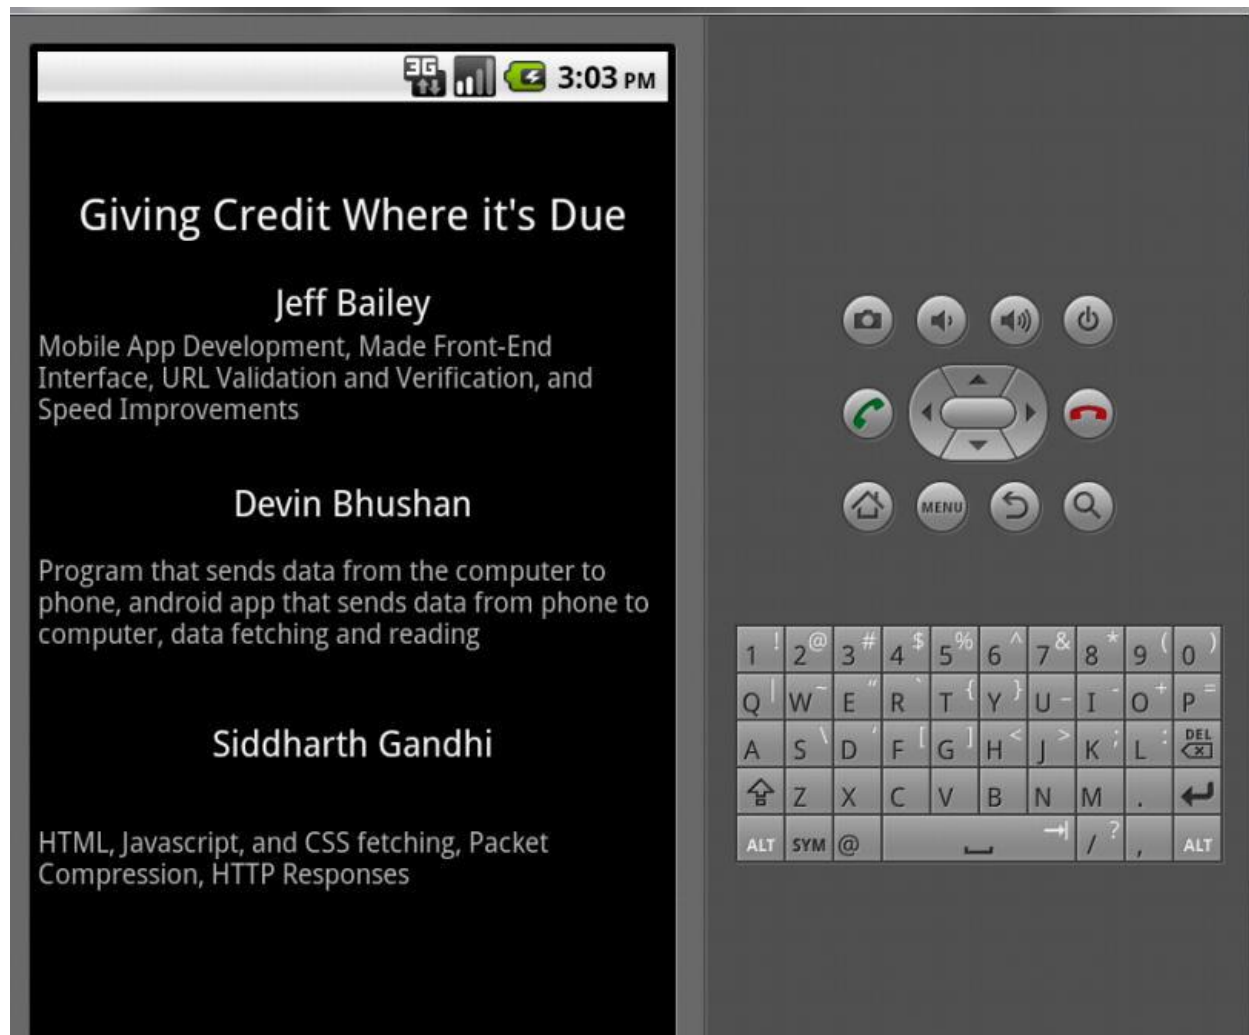 3G 3:03 PM
Giving Credit Where it's Due
Jeff Bailey
Mobile App Development, Made Front-End
Interface, URL Validation and Verification, and
Speed Improvements
Devin Bhushan
Program that sends data from the computer to
phone, android app that sends data from phone to
computer, data fetching and reading
Siddharth Gandhi
HTML, Javascript, and CSS fetching, Packet
Compression, HTTP Responses
MENU
1 ! 2 @ 3 # 4 $ 5 % 6 ^ 7 & 8 * 9 ( 0 )
Q | W ~ E “ R ` T { Y } U _ I - O + P =
A S \ D ‘ F [ G ] H < J > K ; L : DEL
Z X C V B N M .
ALT SYM @ / ? , ALT